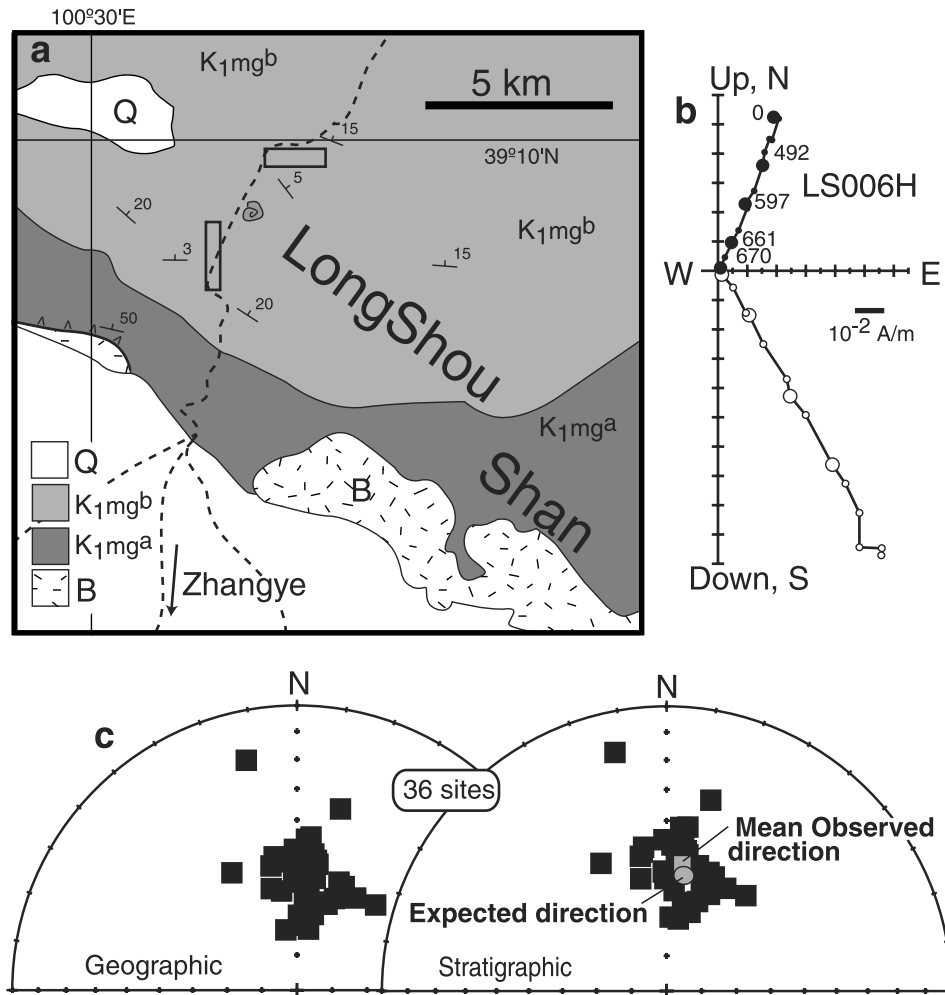 100º30'E
a
K₁mgᵇ
5 km
Q
15
39º10'N
5
20
K₁mgᵇ
3
15
20
50
LongShou
K₁mgᵃ
Shan
B
Q
K₁mgᵇ
K₁mgᵃ
B
Zhangye
b
Up, N
0
492
LS006H
597
661
670
W
E
10⁻² A/m
Down, S
c
N
N
36 sites
Mean Observed
direction
Expected direction
Geographic
Stratigraphic